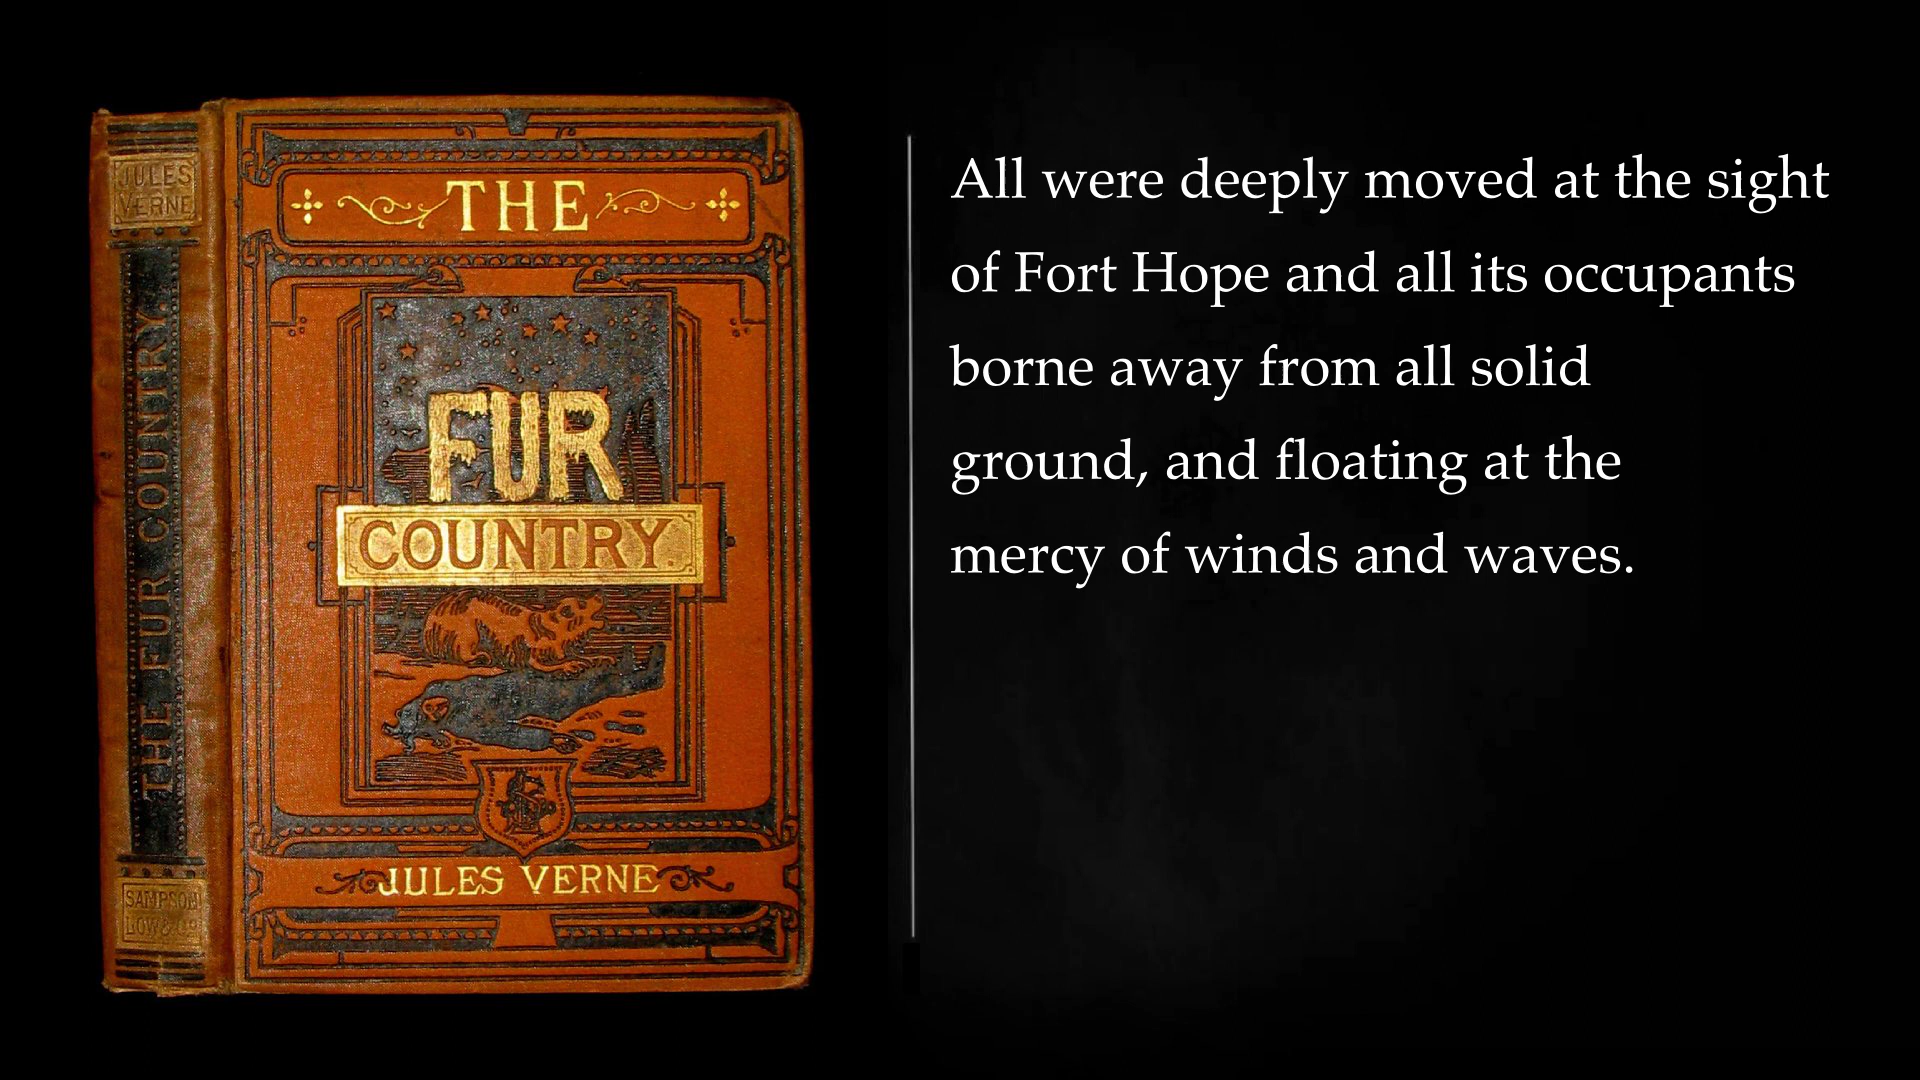 JULES
VERNE
THE FUR COUNTRY.
SAMPSON
LOW & Co
THE
FUR
COUNTRY.
JULES VERNE
All were deeply moved at the sight
of Fort Hope and all its occupants
borne away from all solid
ground, and floating at the
mercy of winds and waves.